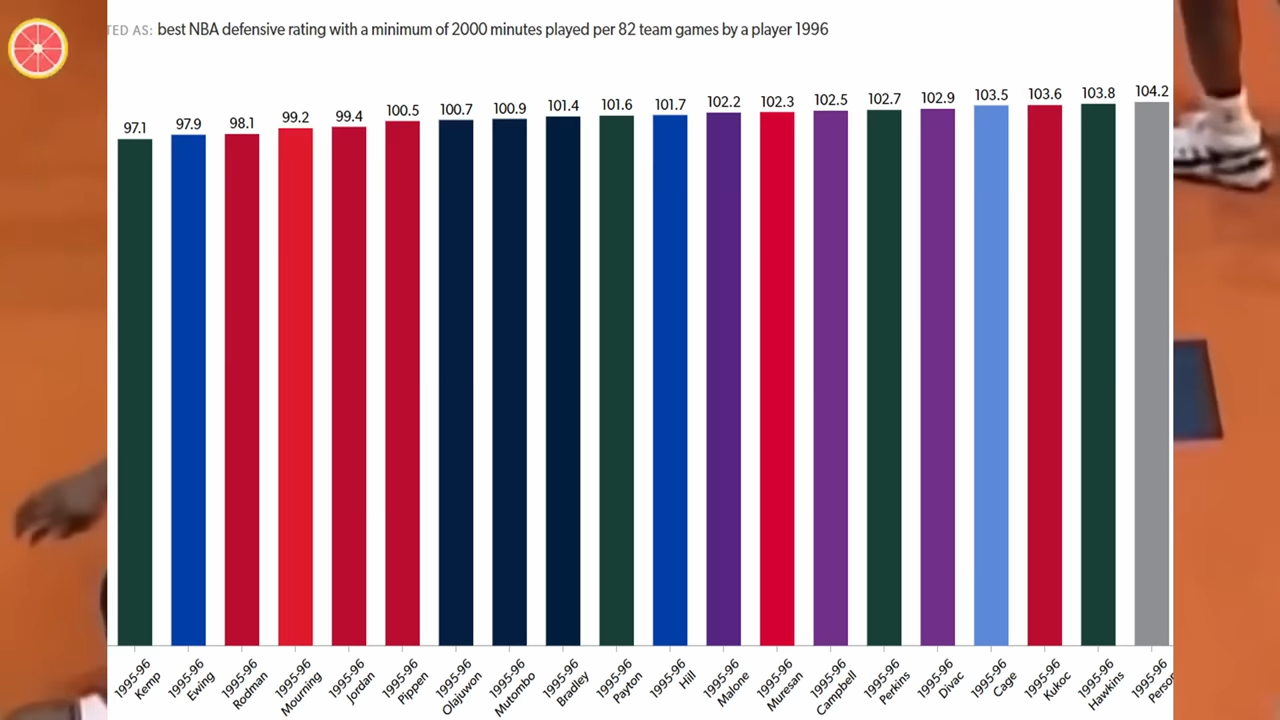 TED AS: best NBA defensive rating with a minimum of 2000 minutes played per 82 team games by a player 1996
97.1 97.9 98.1 99.2 99.4 100.5 100.7 100.9 101.4 101.6 101.7 102.2 102.3 102.5 102.7 102.9 103.5 103.6 103.8 104.2
1995-96
Kemp
1995-96
Ewing
1995-96
Rodman
1995-96
Mourning
1995-96
Jordan
1995-96
Pippen
1995-96
Olajuwon
1995-96
Mutombo
1995-96
Bradley
1995-96
Payton
1995-96
Hill
1995-96
Malone
1995-96
Muresan
1995-96
Campbell
1995-96
Perkins
1995-96
Divac
1995-96
Cage
1995-96
Kukoc
1995-96
Hawkins
1995-96
Person